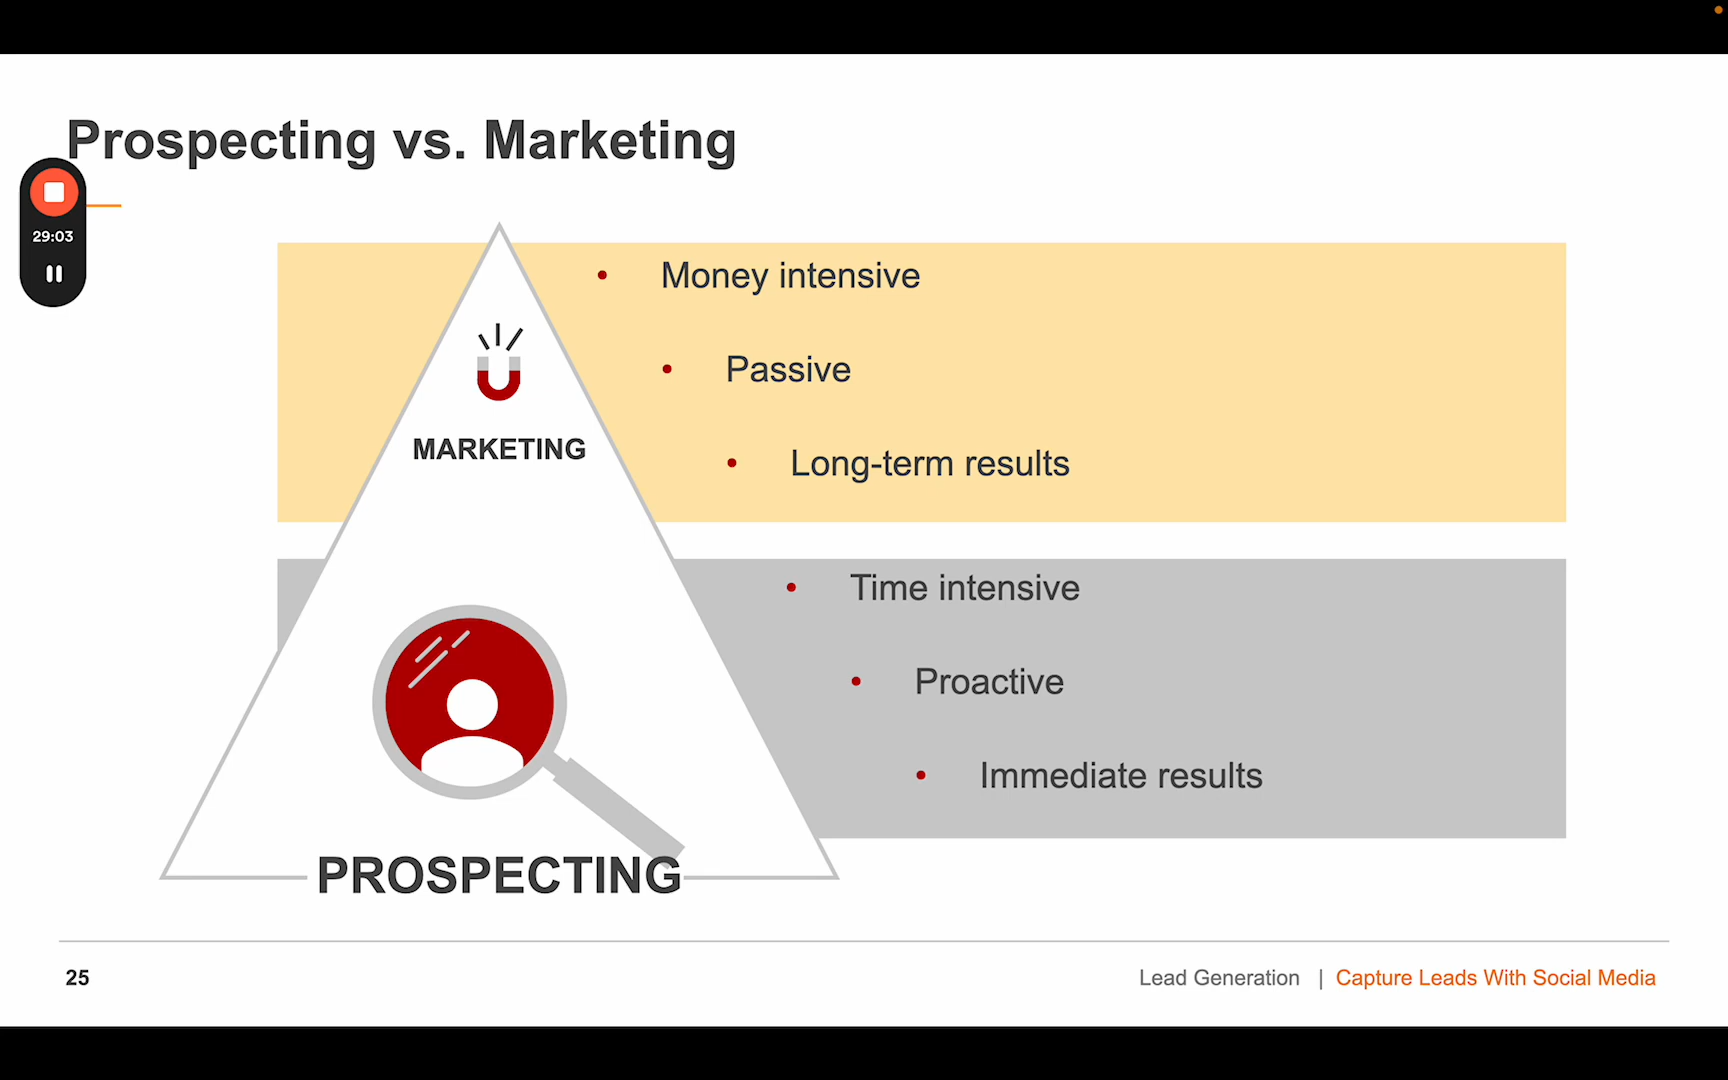 Prospecting vs. Marketing
29:03
• Money intensive
• Passive
• Long-term results
MARKETING
• Time intensive
• Proactive
• Immediate results
PROSPECTING
25
Lead Generation | Capture Leads With Social Media